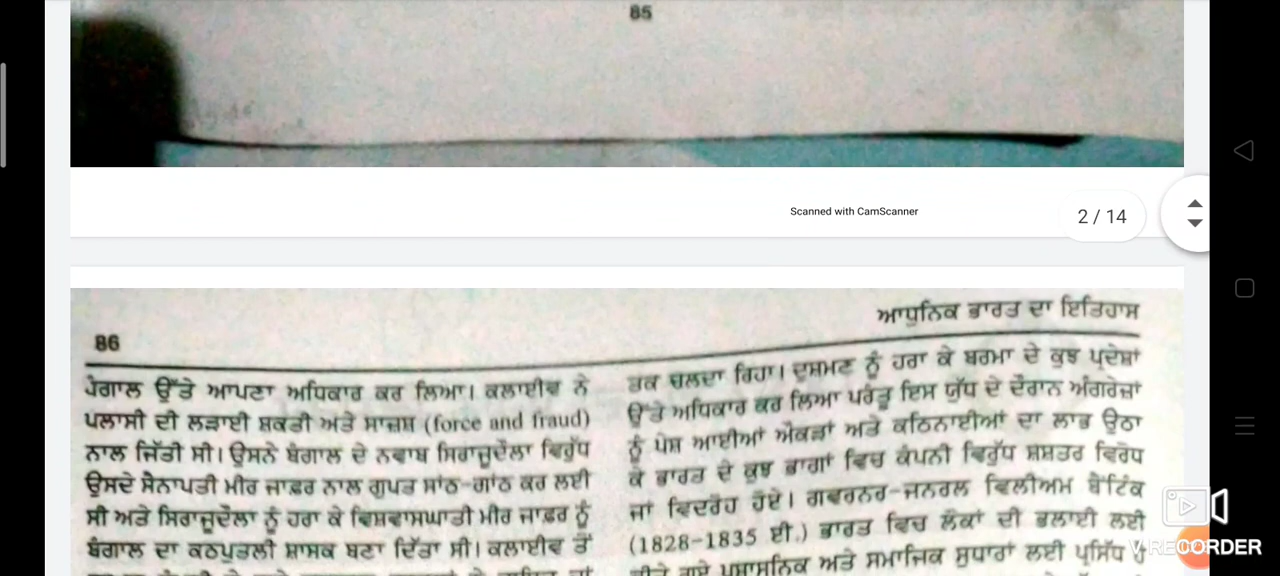 85
Scanned with CamScanner
2 / 14
ਆਧੁਨਿਕ ਭਾਰਤ ਦਾ ਇਤਿਹਾਸ
86
ਪੇਗਾਲ ਉੱਤੇ ਆਪਣਾ ਅਧਿਕਾਰ ਕਰ ਲਿਆ। ਕਲਾਈਵ ਨੇ
ਪਲਾਸੀ ਦੀ ਲੜਾਈ ਸ਼ਕਤੀ ਅਤੇ ਸਾਜ਼ਸ਼ (force and fraud)
ਨਾਲ ਜਿੱਤੀ ਸੀ। ਉਸਨੇ ਬੰਗਾਲ ਦੇ ਨਵਾਬ ਸਿਰਾਜੂਦੌਲਾ ਵਿਰੁੱਧ
ਉਸਦੇ ਸੈਨਾਪਤੀ ਮੀਰ ਜਾਫ਼ਰ ਨਾਲ ਗੁਪਤ ਸਾਂਠ-ਗਾਂਠ ਕਰ ਲਈ
ਸੀ ਅਤੇ ਸਿਰਾਜੂਦੌਲਾ ਨੂੰ ਹਰਾ ਕੇ ਵਿਸ਼ਵਾਸਘਾਤੀ ਮੀਰ ਜਾਫ਼ਰ ਨੂੰ
ਬੰਗਾਲ ਦਾ ਕਠਪੁਤਲੀ ਸ਼ਾਸਕ ਬਣਾ ਦਿੱਤਾ ਸੀ। ਕਲਾਈਵ ਤੋਂ
ਤਕ ਚਲਦਾ ਰਿਹਾ। ਦੁਸ਼ਮਣ ਨੂੰ ਹਰਾ ਕੇ ਬਰਮਾ ਦੇ ਕੁਝ ਪ੍ਰਦੇਸ਼ਾਂ
ਉੱਤੇ ਅਧਿਕਾਰ ਕਰ ਲਿਆ ਪਰੰਤੂ ਇਸ ਯੁੱਧ ਦੇ ਦੌਰਾਨ ਅੰਗਰੇਜ਼ਾਂ
ਨੂੰ ਪੇਸ਼ ਆਈਆਂ ਔਕੜਾਂ ਅਤੇ ਕਠਿਨਾਈਆਂ ਦਾ ਲਾਭ ਉਠਾ
ਕੇ ਭਾਰਤ ਦੇ ਕੁਝ ਭਾਗਾਂ ਵਿਚ ਕੰਪਨੀ ਵਿਰੁੱਧ ਸ਼ਸ਼ਤਰ ਵਿਰੋਧ
ਜਾਂ ਵਿਦਰੋਹ ਹੋਏ। ਗਵਰਨਰ-ਜਨਰਲ ਵਿਲੀਅਮ ਬੈਂਟਿੰਕ
(1828-1835 ਈ.) ਭਾਰਤ ਵਿਚ ਲੋਕਾਂ ਦੀ ਭਲਾਈ ਲਈ
ਕੀਤੇ ਗਏ ਪ੍ਰਸ਼ਾਸਨਿਕ ਅਤੇ ਸਮਾਜਿਕ ਸੁਧਾਰਾਂ ਲਈ ਪ੍ਰਸਿੱਧ
RECORDER